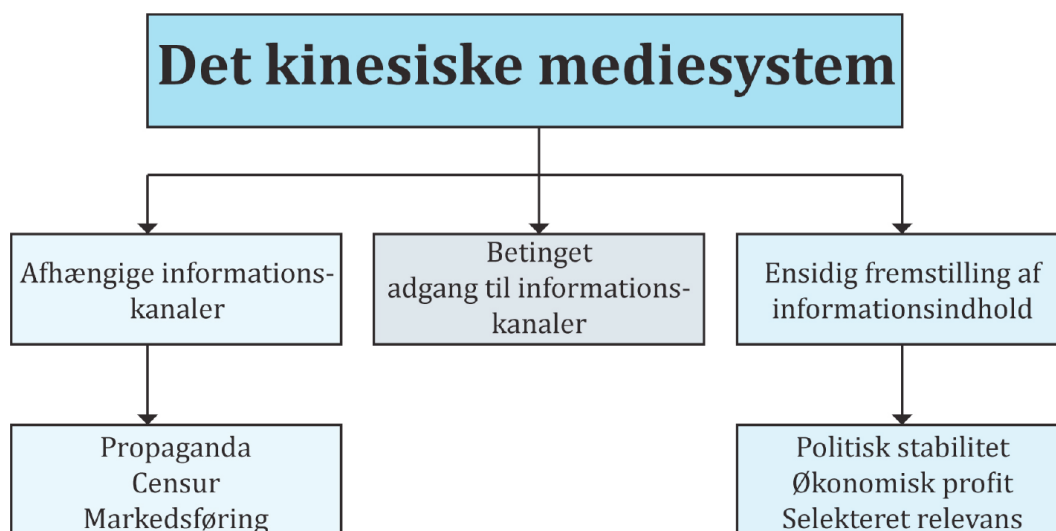 Det kinesiske mediesystem
Afhængige informations-
kanaler
Betinget
adgang til informations-
kanaler
Ensidig fremstilling af
informationsindhold
Propaganda
Censur
Markedsføring
Politisk stabilitet
Økonomisk profit
Selekteret relevans